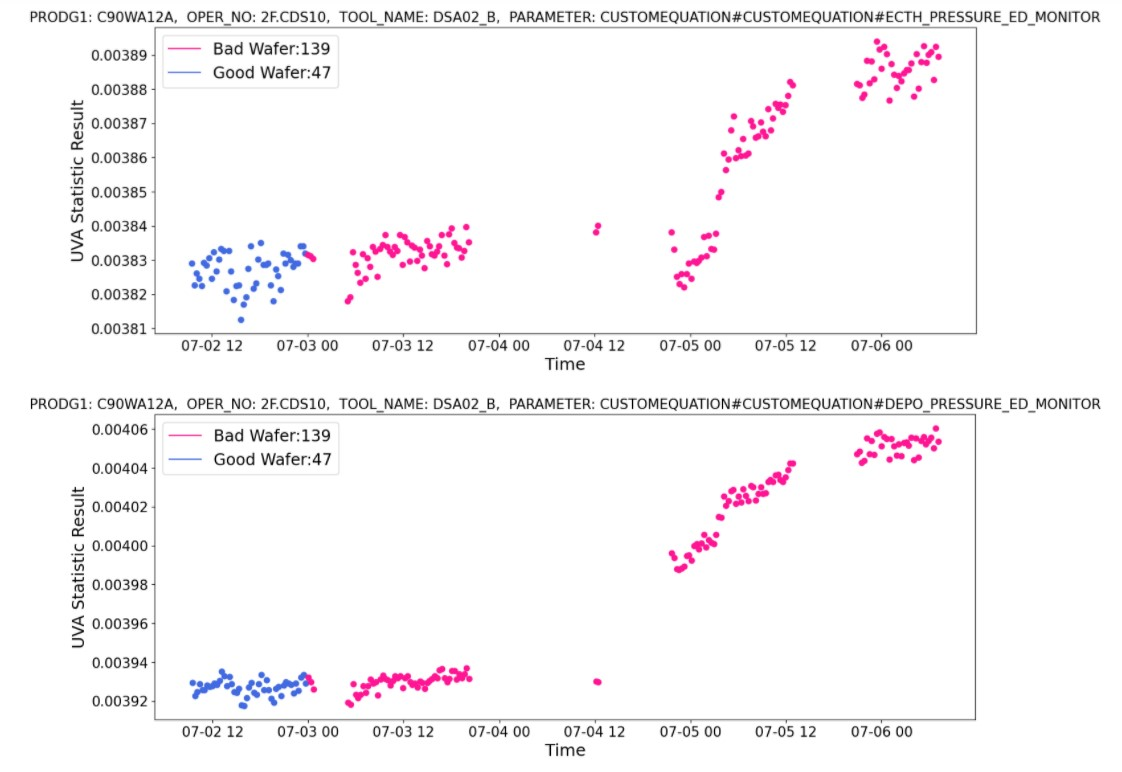 PRODG1: C90WA12A,  OPER_NO: 2F.CDS10,  TOOL_NAME: DSA02_B,  PARAMETER: CUSTOMEQUATION#CUSTOMEQUATION#ECTH_PRESSURE_ED_MONITOR
Bad Wafer:139
Good Wafer:47
UVA Statistic Result
0.00389
0.00388
0.00387
0.00386
0.00385
0.00384
0.00383
0.00382
0.00381
07-02 12 07-03 00 07-03 12 07-04 00 07-04 12 07-05 00 07-05 12 07-06 00
Time
PRODG1: C90WA12A,  OPER_NO: 2F.CDS10,  TOOL_NAME: DSA02_B,  PARAMETER: CUSTOMEQUATION#CUSTOMEQUATION#DEPO_PRESSURE_ED_MONITOR
Bad Wafer:139
Good Wafer:47
UVA Statistic Result
0.00406
0.00404
0.00402
0.00400
0.00398
0.00396
0.00394
0.00392
07-02 12 07-03 00 07-03 12 07-04 00 07-04 12 07-05 00 07-05 12 07-06 00
Time